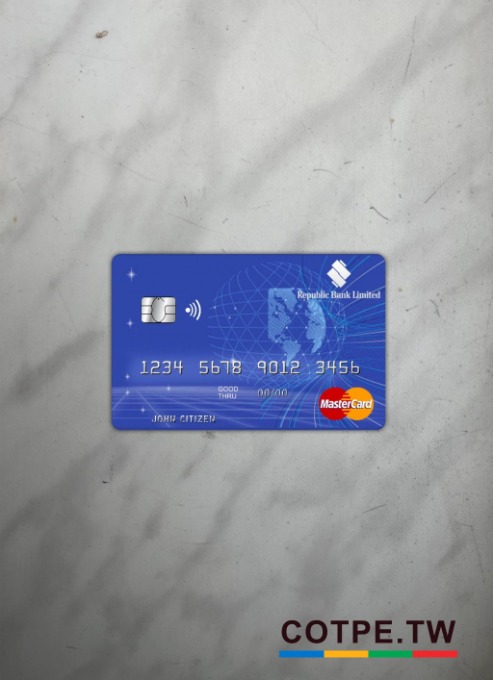 Republic Bank Limited
1234 5678 9012 3456
GOOD
THRU
00/00
MasterCard
JOHN CITIZEN
COTPE.TW